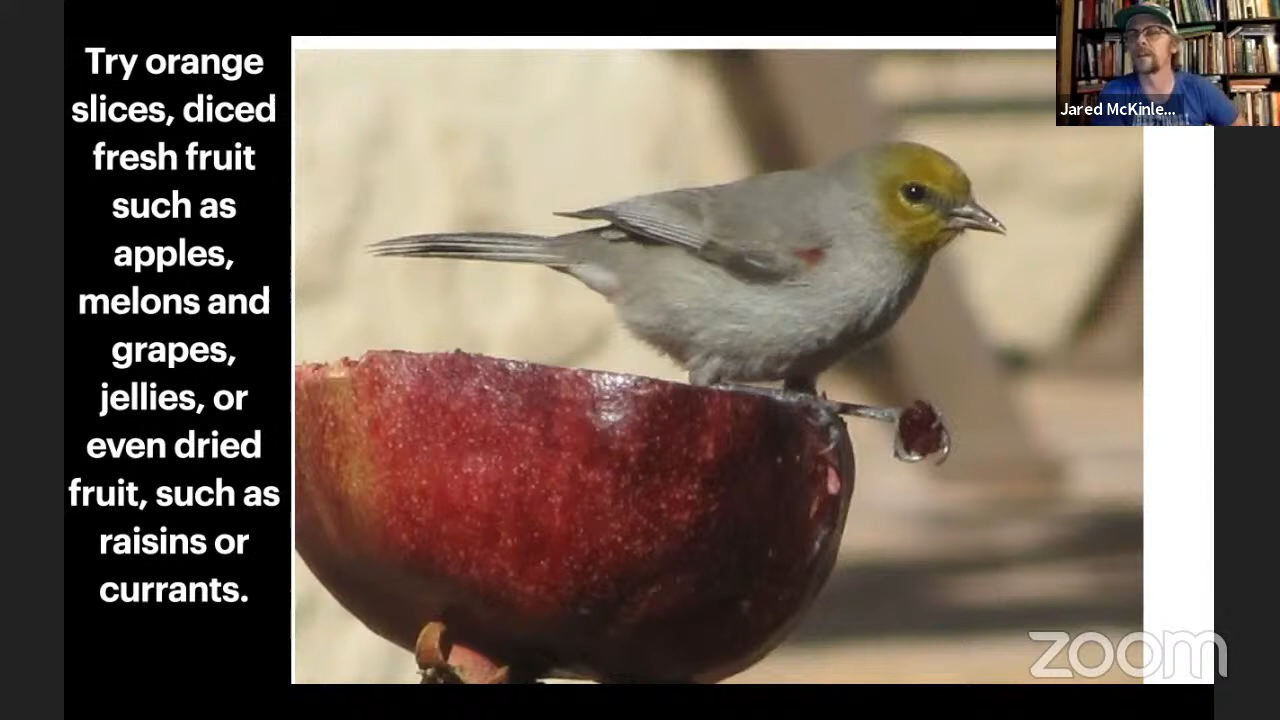 Try orange
slices, diced
fresh fruit
such as
apples,
melons and
grapes,
jellies, or
even dried
fruit, such as
raisins or
currants.
Jared McKinle...
zoom